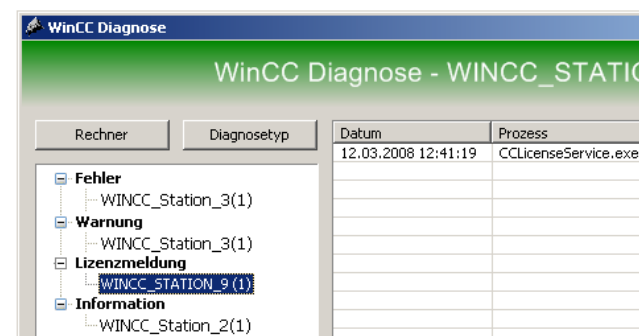 WinCC Diagnose
WinCC Diagnose - WINCC_STATIO
Rechner
Diagnosetyp
Datum
Prozess
12.03.2008 12:41:19
CCLicenseService.exe
Fehler
WINCC_Station_3(1)
Warnung
WINCC_Station_3(1)
Lizenzmeldung
WINCC_STATION_9 (1)
Information
WINCC_Station_2(1)